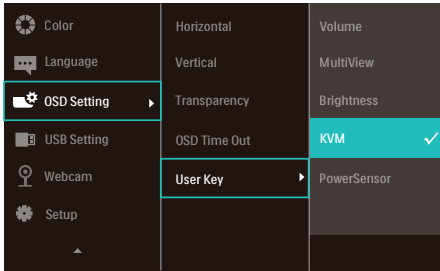 Color
Language
OSD Setting
USB Setting
Webcam
Setup
Horizontal
Vertical
Transparency
OSD Time Out
User Key
Volume
MultiView
Brightness
KVM
PowerSensor